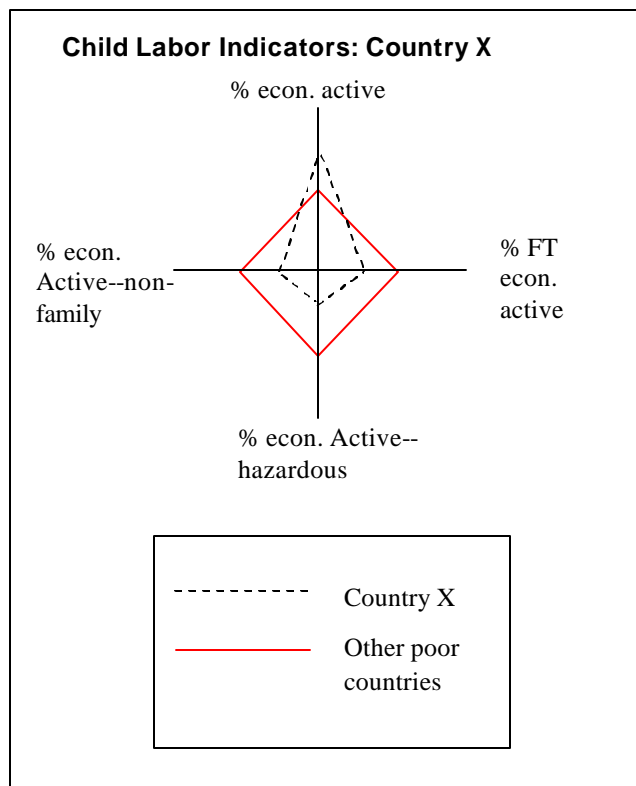 Child Labor Indicators: Country X
% econ. active
% econ.
Active--non-
family
% FT
econ.
active
% econ. Active--
hazardous
Country X
Other poor
countries